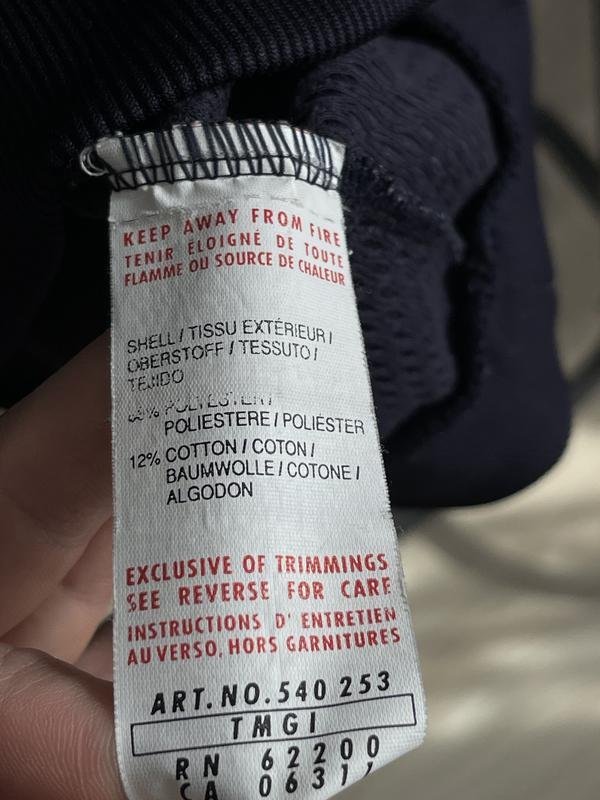 KEEP AWAY FROM FIRE
TENIR ÉLOIGNÉ DE TOUTE
FLAMME OU SOURCE DE CHALEUR
SHELL / TISSU EXTÉRIEUR /
OBERSTOFF / TESSUTO /
TEJIDO
POLIESTERE / POLIÉSTER
12% COTTON / COTON /
BAUMWOLLE / COTONE /
ALGODON
EXCLUSIVE OF TRIMMINGS
SEE REVERSE FOR CARE
INSTRUCTIONS D' ENTRETIEN
AU VERSO, HORS GARNITURES
ART. NO. 540 253
TMGI
RN 62200
CA